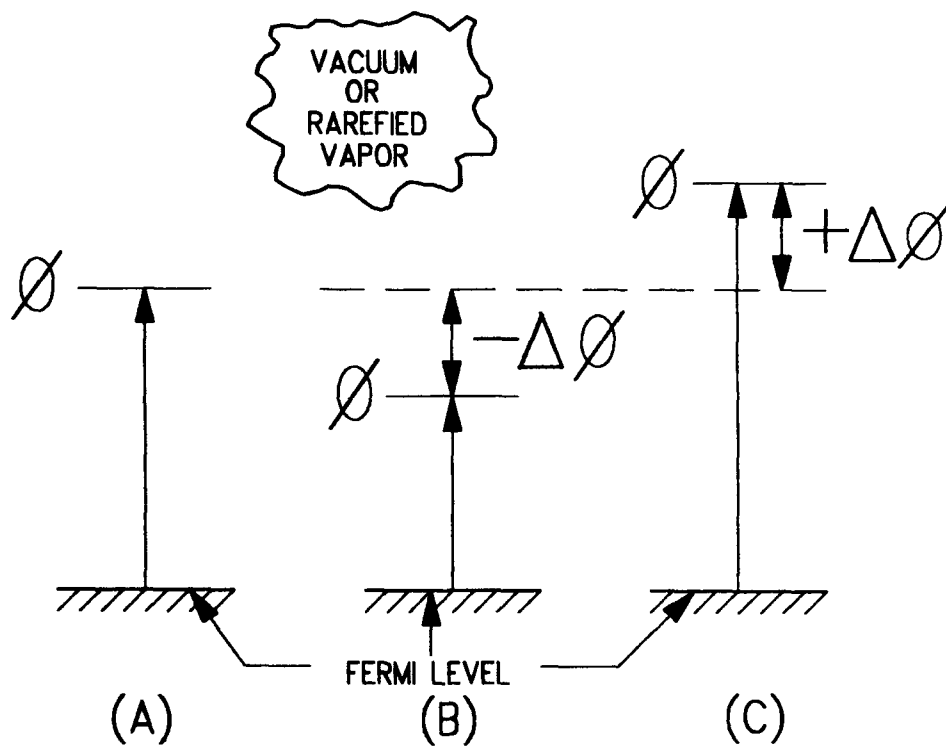 VACUUM
OR
RAREFIED
VAPOR
Ø
+ΔØ
Ø
−ΔØ
Ø
FERMI LEVEL
(A)
(B)
(C)